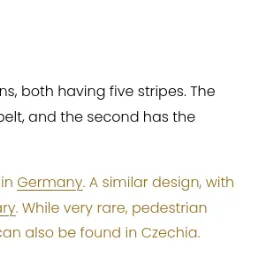 ns, both having five stripes. The
belt, and the second has the
in Germany. A similar design, with
ary. While very rare, pedestrian
can also be found in Czechia.